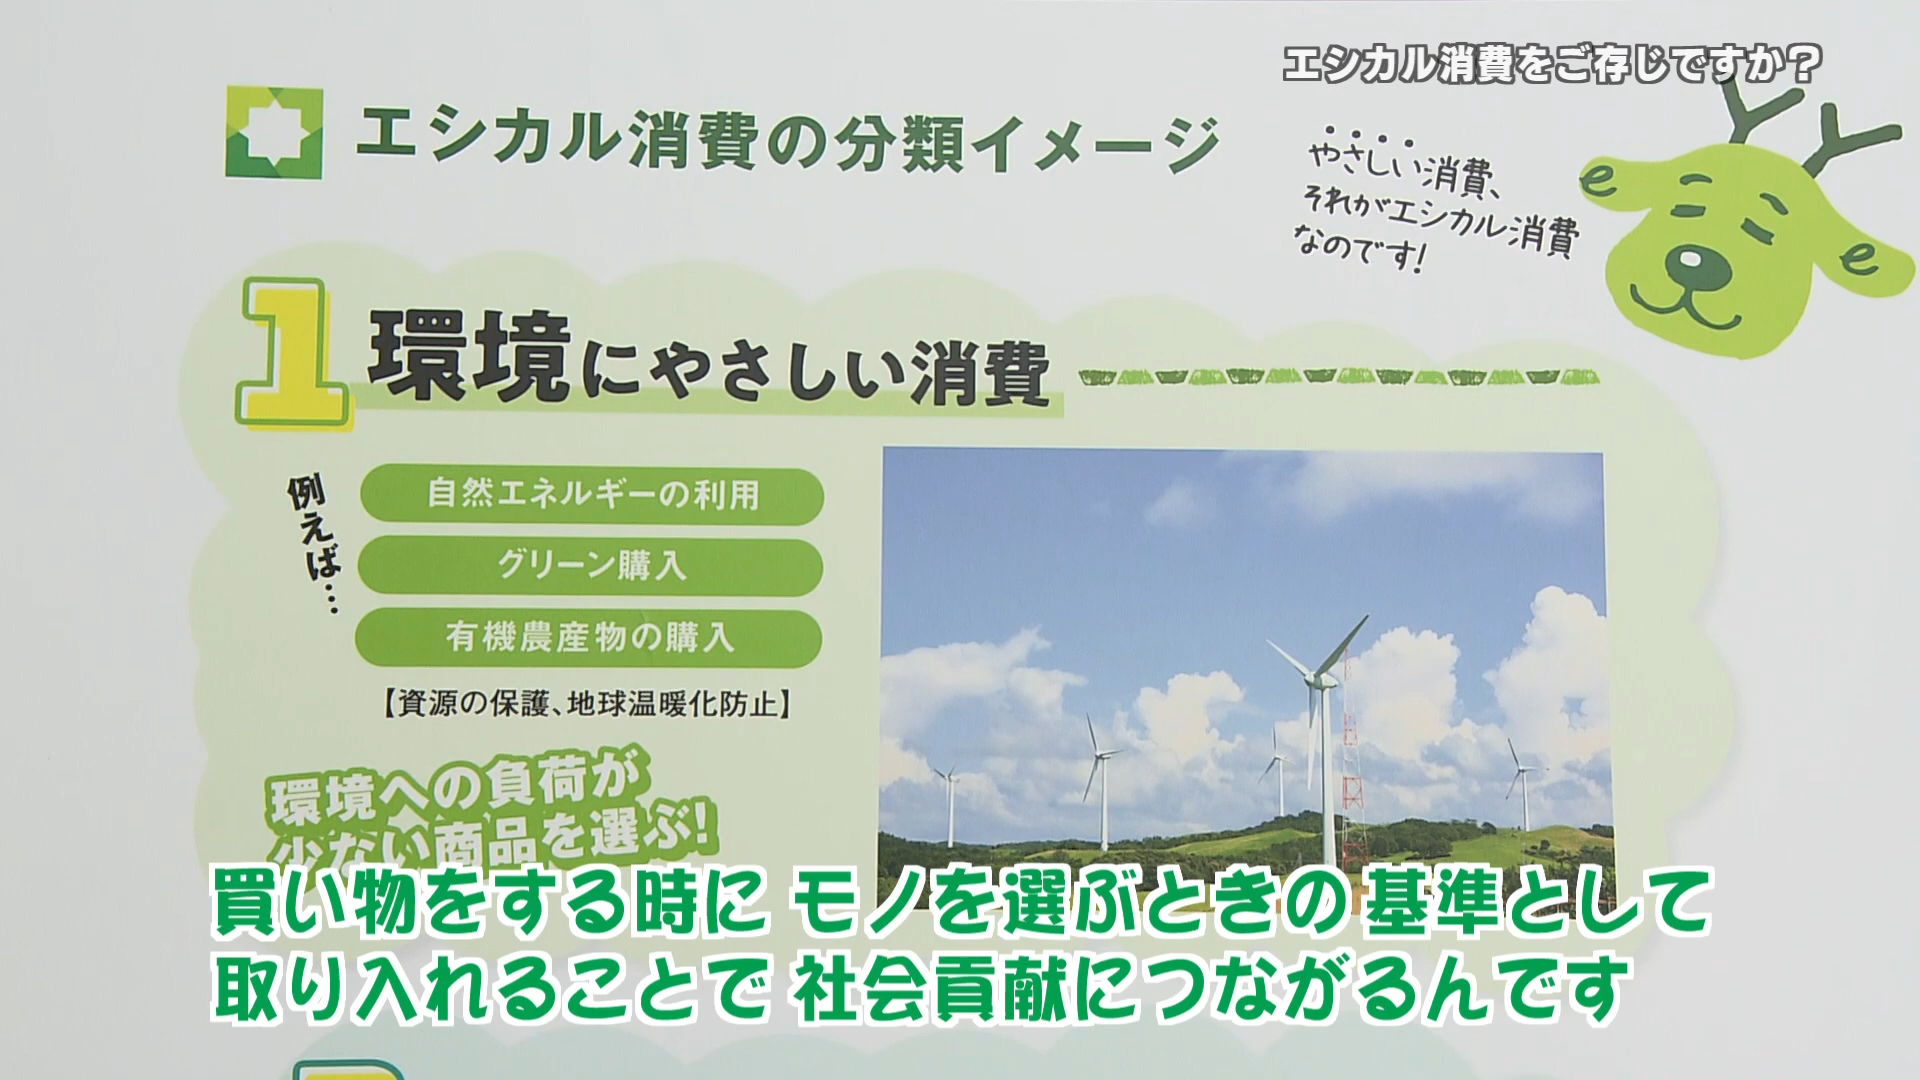 エシカル消費をご存じですか?
エシカル消費の分類イメージ
やさしい消費、
それがエシカル消費
なのです!
e
e
1
環境にやさしい消費
例えば…
自然エネルギーの利用
グリーン購入
有機農産物の購入
【資源の保護、地球温暖化防止】
環境への負荷が
少ない商品を選ぶ!
買い物をする時に モノを選ぶときの 基準として
取り入れることで 社会貢献につながるんです